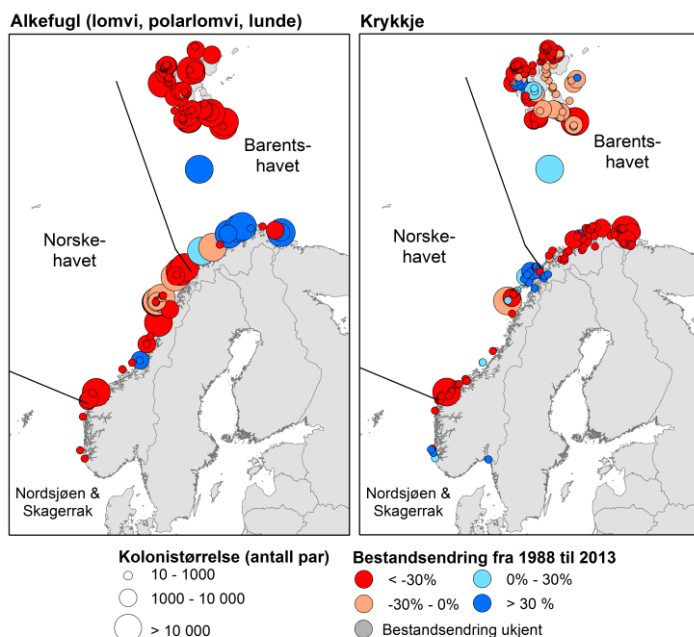 Alkefugl (lomvi, polarlomvi, lunde)
Barents-
havet
Norske-
havet
Nordsjøen &
Skagerrak
Krykkje
Barents-
havet
Norske-
havet
Nordsjøen &
Skagerrak
Kolonistørrelse (antall par)
10 - 1000
1000 - 10 000
> 10 000
Bestandsendring fra 1988 til 2013
< -30%
0% - 30%
-30% - 0%
> 30 %
Bestandsendring ukjent